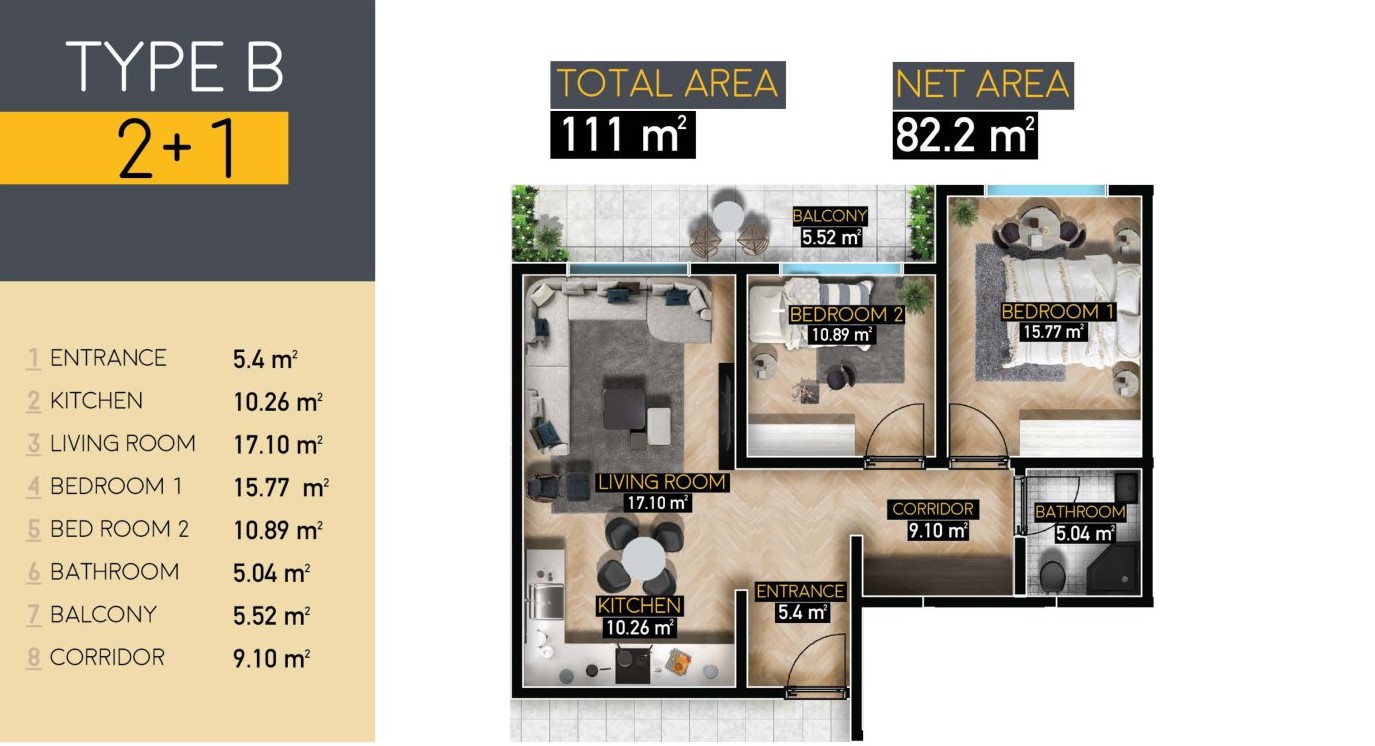 TYPE B
2+1
TOTAL AREA
111 m²
NET AREA
82.2 m²
1 ENTRANCE 5.4 m²
2 KITCHEN 10.26 m²
3 LIVING ROOM 17.10 m²
4 BEDROOM 1 15.77 m²
5 BED ROOM 2 10.89 m²
6 BATHROOM 5.04 m²
7 BALCONY 5.52 m²
8 CORRIDOR 9.10 m²
BALCONY
5.52 m²
BEDROOM 2
10.89 m²
BEDROOM 1
15.77 m²
LIVING ROOM
17.10 m²
CORRIDOR
9.10 m²
BATHROOM
5.04 m²
ENTRANCE
5.4 m²
KITCHEN
10.26 m²